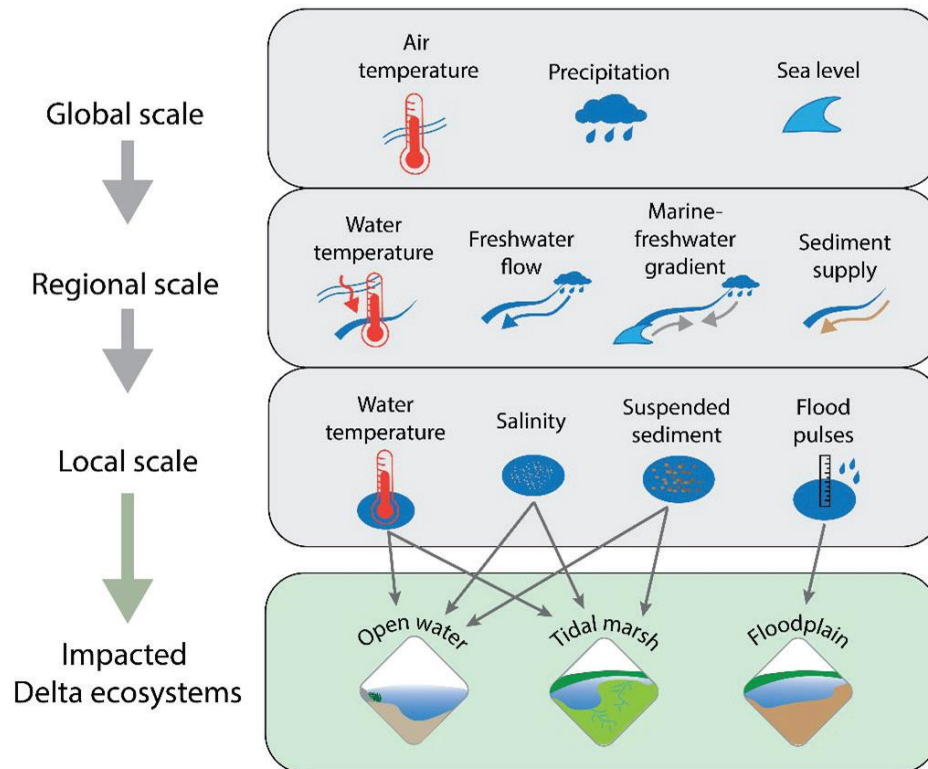 Global scale
Air
temperature
Precipitation
Sea level
Regional scale
Water
temperature
Freshwater
flow
Marine-
freshwater
gradient
Sediment
supply
Local scale
Water
temperature
Salinity
Suspended
sediment
Flood
pulses
Impacted
Delta ecosystems
Open water
Tidal marsh
Floodplain